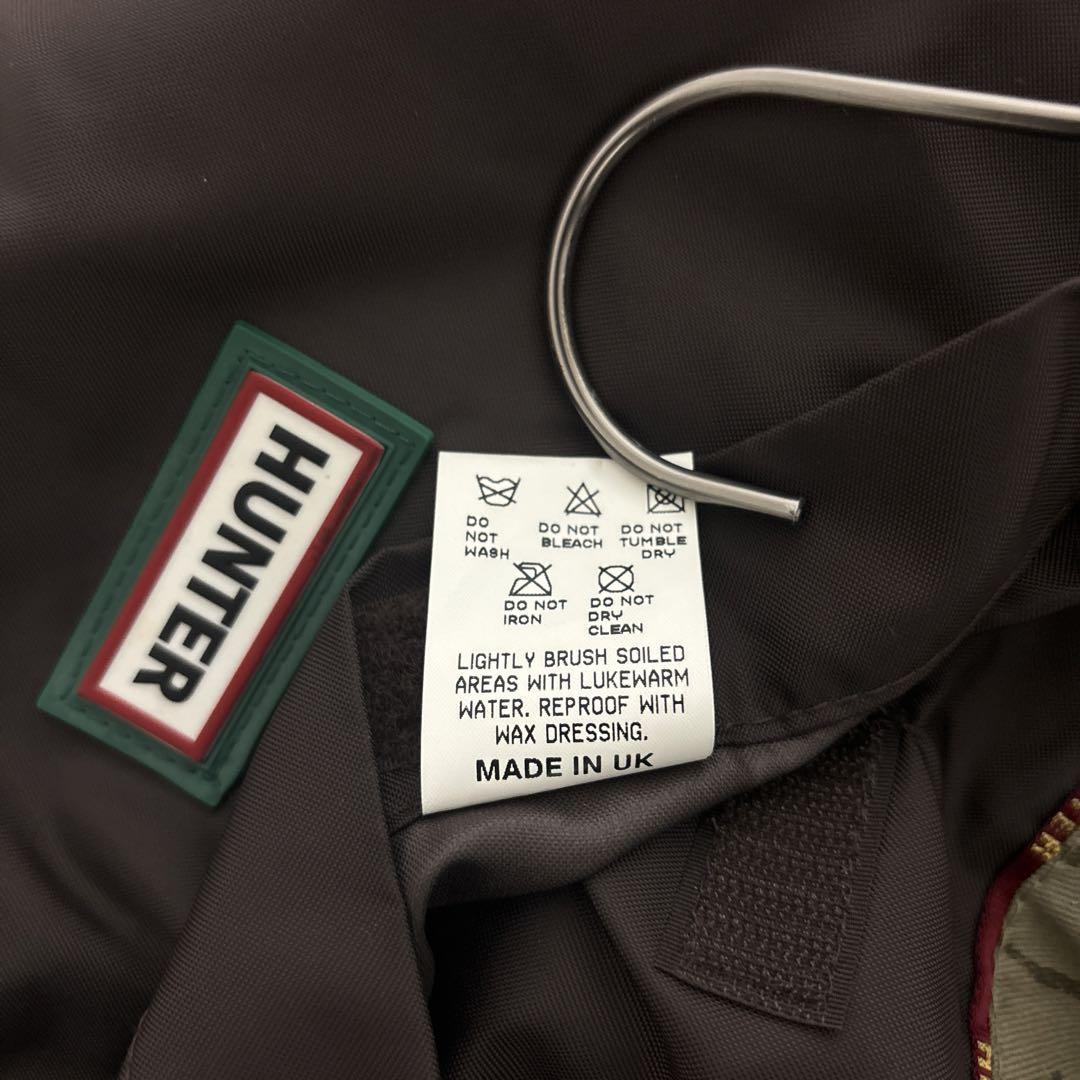 HUNTER
DO
NOT
WASH
DO NOT
BLEACH
DO NOT
TUMBLE
DRY
DO NOT
IRON
DO NOT
DRY
CLEAN
LIGHTLY BRUSH SOILED
AREAS WITH LUKEWARM
WATER. REPROOF WITH
WAX DRESSING.
MADE IN UK